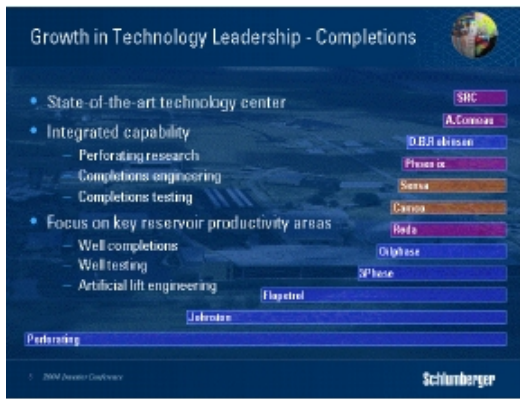 Growth in Technology Leadership - Completions
• State-of-the-art technology center
• Integrated capability
– Perforating research
– Completions engineering
– Completions testing
• Focus on key reservoir productivity areas
– Well completions
– Well testing
– Artificial lift engineering
SRC
A.Comeau
D.B.Robinson
Phoenix
Sensa
Camco
Reda
Oilphase
3Phase
Flopetrol
Johnston
Perforating
2004 Investor Conference
Schlumberger